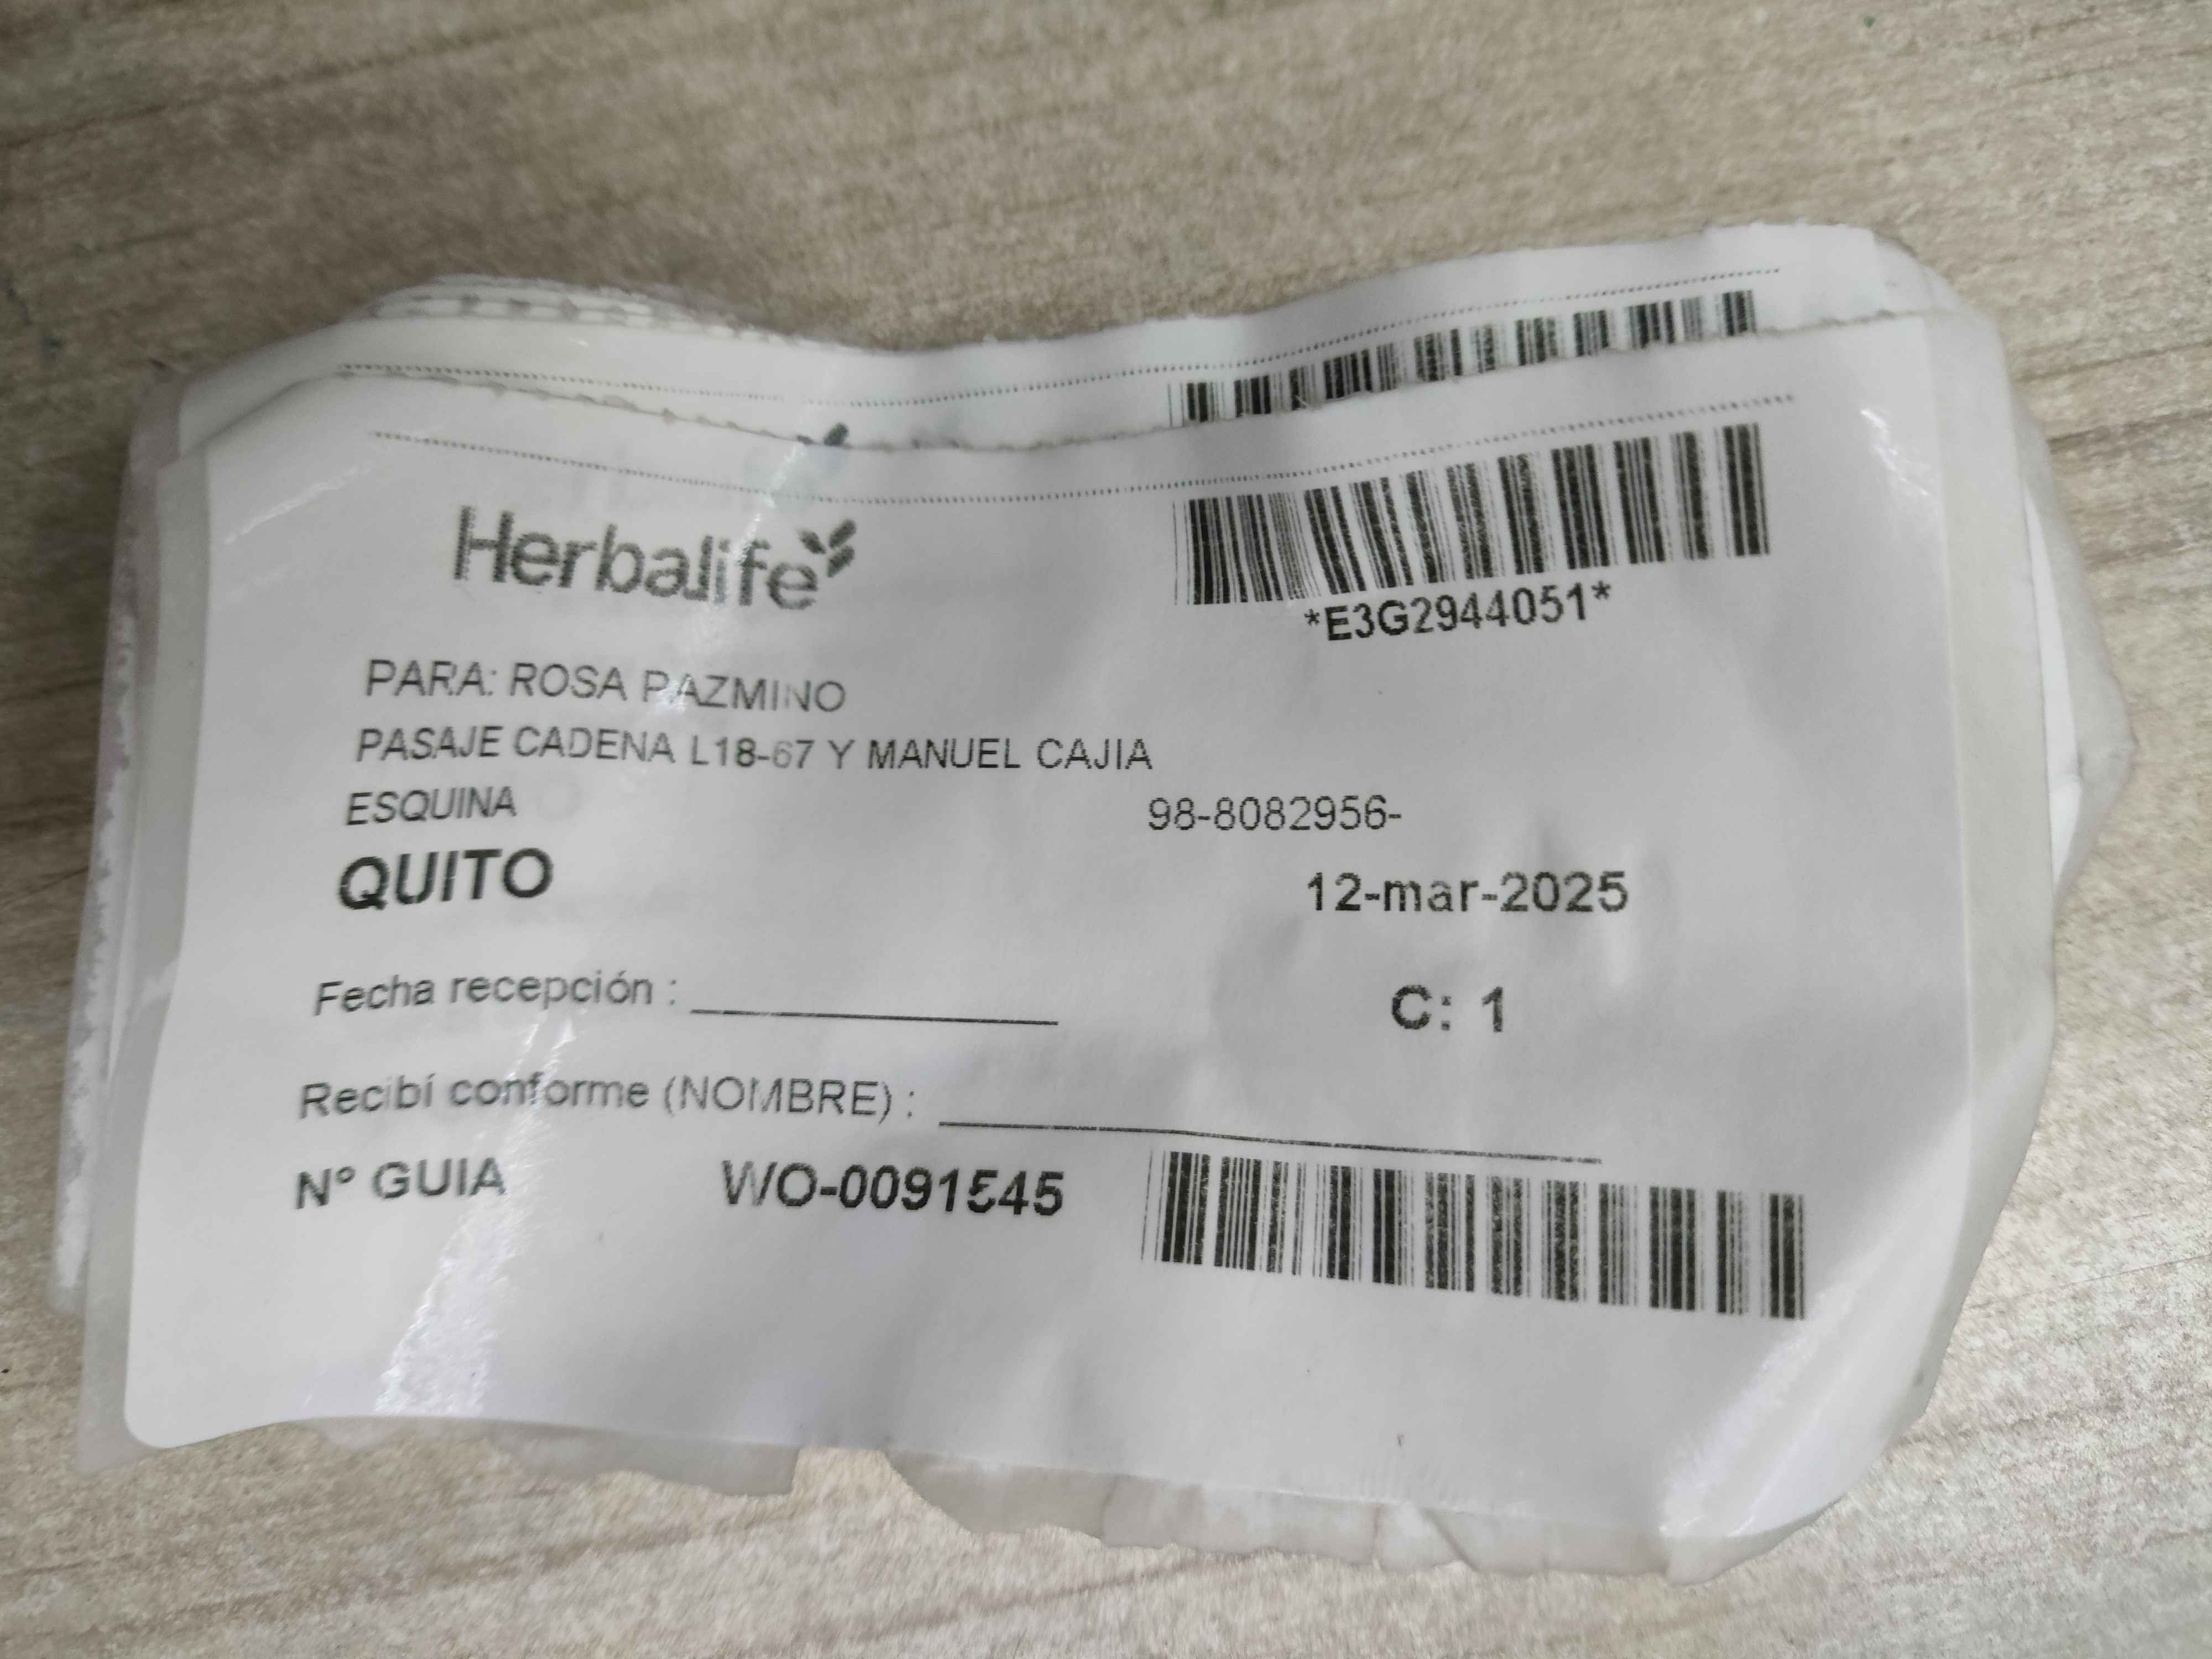 Herbalife
*E3G2944051*
PARA: ROSA PAZMINO
PASAJE CADENA L18-67 Y MANUEL CAJIA
ESQUINA 98-8082956-
QUITO
12-mar-2025
Fecha recepción : 
C: 1
Recibí conforme (NOMBRE) :
Nº GUIA WO-0091545